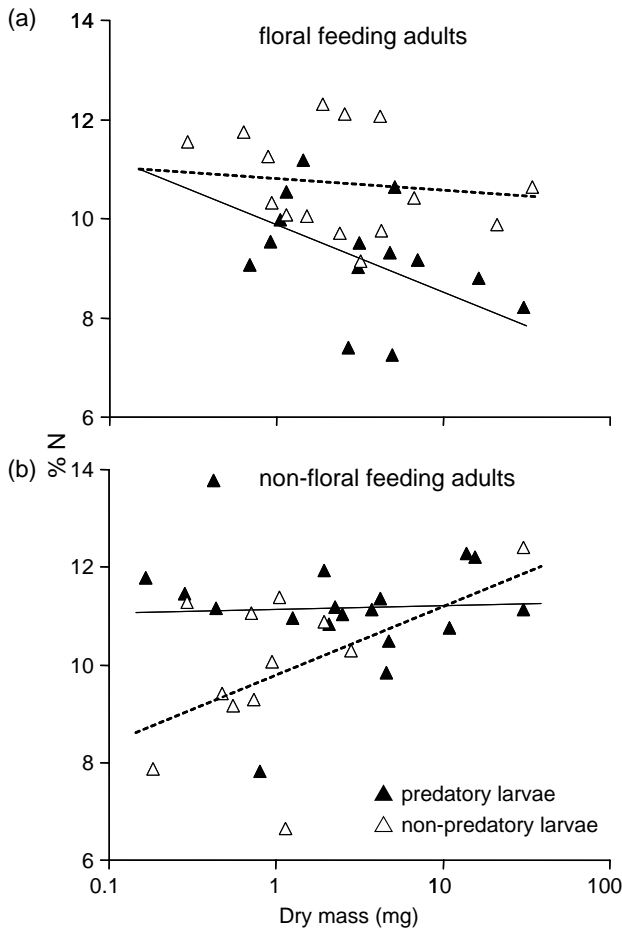 (a)
floral feeding adults
14
12
10
8
6
% N
(b)
non-floral feeding adults
14
12
10
8
6
▲ predatory larvae
△ non-predatory larvae
0.1 1 10 100
Dry mass (mg)